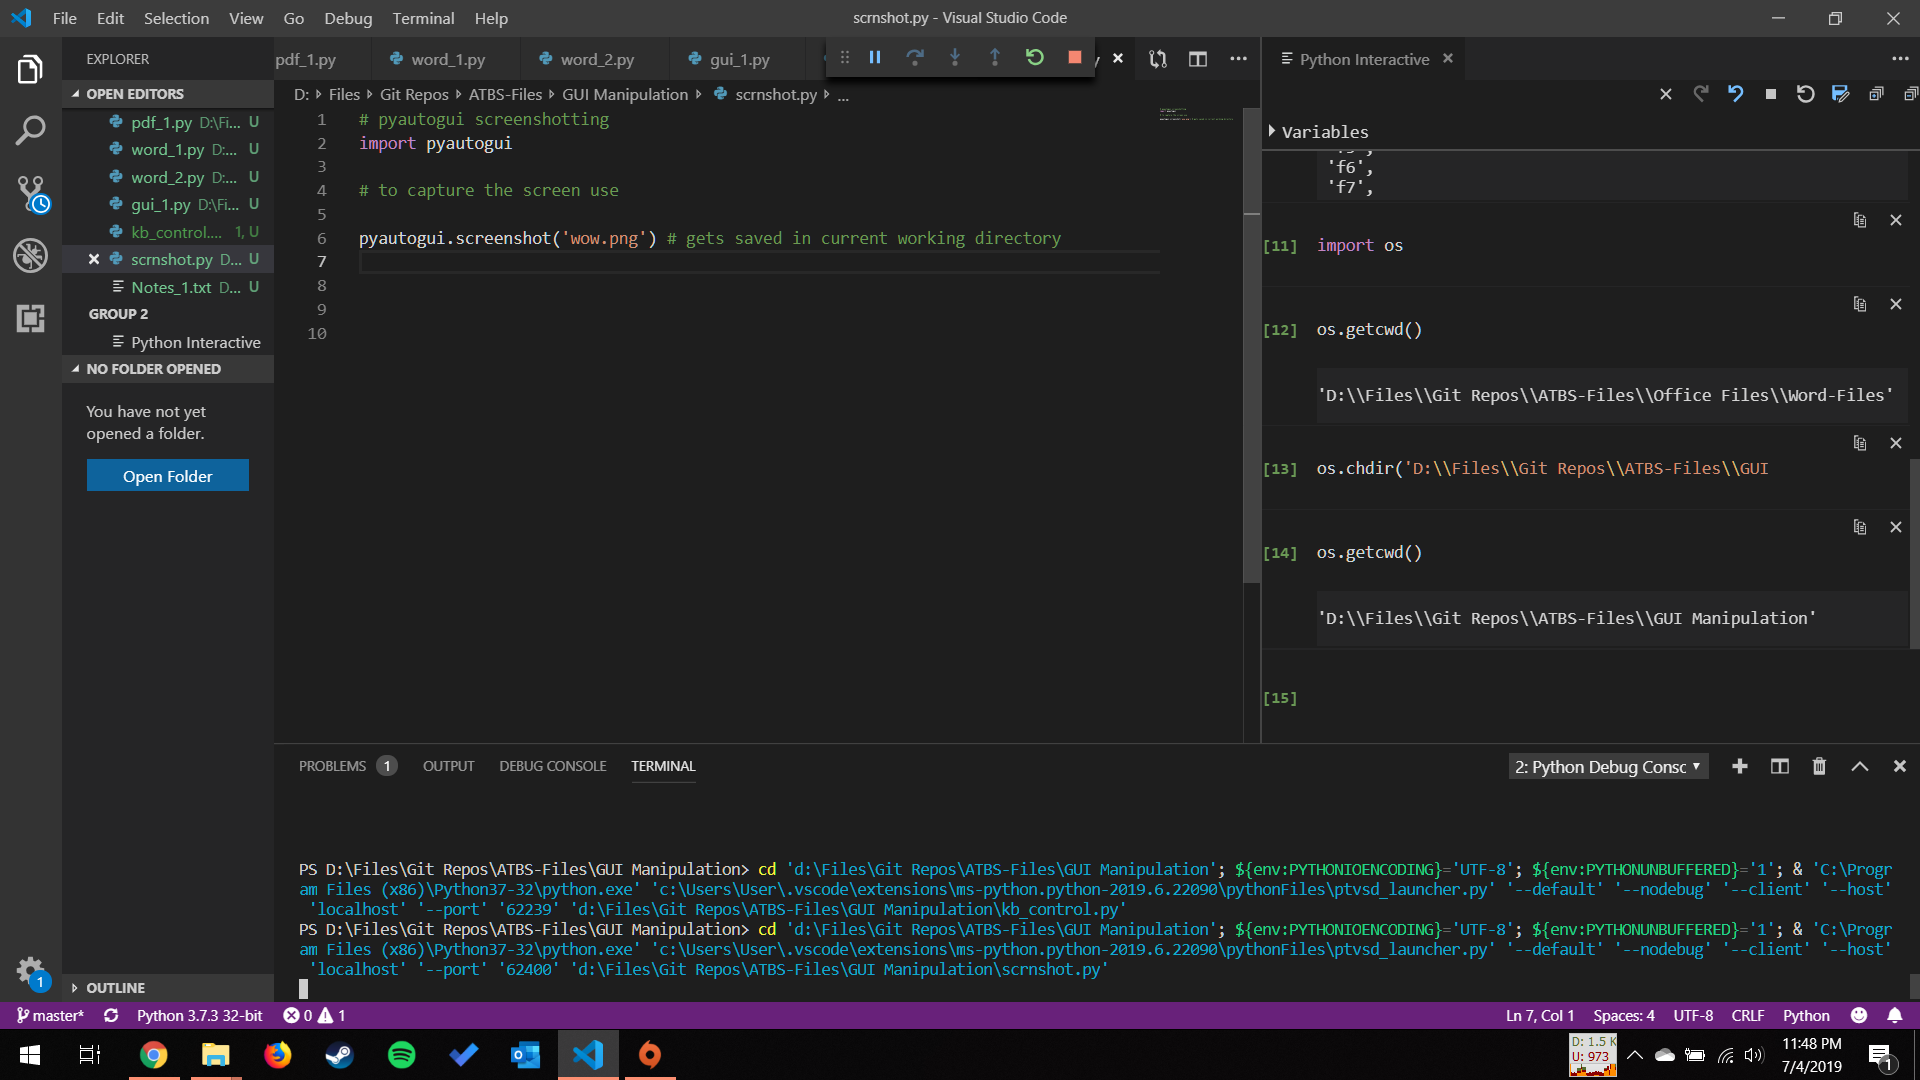 File Edit Selection View Go Debug Terminal Help
scrnshot.py - Visual Studio Code
EXPLORER
OPEN EDITORS
pdf_1.py D:\Fi... U
word_1.py D:... U
word_2.py D:... U
gui_1.py D:\Fi... U
kb_control.... 1, U
scrnshot.py D... U
Notes_1.txt D... U
GROUP 2
Python Interactive
NO FOLDER OPENED
You have not yet
opened a folder.
Open Folder
OUTLINE
pdf_1.py word_1.py word_2.py gui_1.py
D: Files Git Repos ATBS-Files GUI Manipulation scrnshot.py ...
1 # pyautogui screenshotting
2 import pyautogui
3
4 # to capture the screen use
5
6 pyautogui.screenshot('wow.png') # gets saved in current working directory
7
8
9
10
Python Interactive
Variables
'f6',
'f7',
[11] import os
[12] os.getcwd()
'D:\\Files\\Git Repos\\ATBS-Files\\Office Files\\Word-Files'
[13] os.chdir('D:\\Files\\Git Repos\\ATBS-Files\\GUI
[14] os.getcwd()
'D:\\Files\\Git Repos\\ATBS-Files\\GUI Manipulation'
[15]
PROBLEMS 1 OUTPUT DEBUG CONSOLE TERMINAL
2: Python Debug Consc
PS D:\Files\Git Repos\ATBS-Files\GUI Manipulation> cd 'd:\Files\Git Repos\ATBS-Files\GUI Manipulation'; ${env:PYTHONIOENCODING}='UTF-8'; ${env:PYTHONUNBUFFERED}='1'; & 'C:\Progr
am Files (x86)\Python37-32\python.exe' 'c:\Users\User\.vscode\extensions\ms-python.python-2019.6.22090\pythonFiles\ptvsd_launcher.py' '--default' '--nodebug' '--client' '--host'
'localhost' '--port' '62239' 'd:\Files\Git Repos\ATBS-Files\GUI Manipulation\kb_control.py'
PS D:\Files\Git Repos\ATBS-Files\GUI Manipulation> cd 'd:\Files\Git Repos\ATBS-Files\GUI Manipulation'; ${env:PYTHONIOENCODING}='UTF-8'; ${env:PYTHONUNBUFFERED}='1'; & 'C:\Progr
am Files (x86)\Python37-32\python.exe' 'c:\Users\User\.vscode\extensions\ms-python.python-2019.6.22090\pythonFiles\ptvsd_launcher.py' '--default' '--nodebug' '--client' '--host'
'localhost' '--port' '62400' 'd:\Files\Git Repos\ATBS-Files\GUI Manipulation\scrnshot.py'
1
master* Python 3.7.3 32-bit 0 1
Ln 7, Col 1 Spaces: 4 UTF-8 CRLF Python
D: 1.5 K
U: 973
11:48 PM
7/4/2019
1